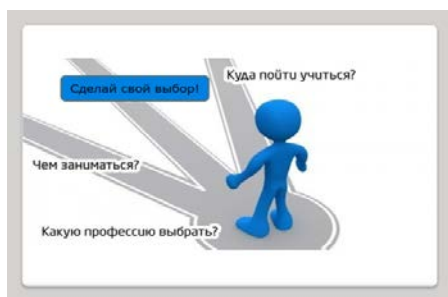 Куда пойти учиться?
Сделай свой выбор!
Чем заниматься?
Какую профессию выбрать?